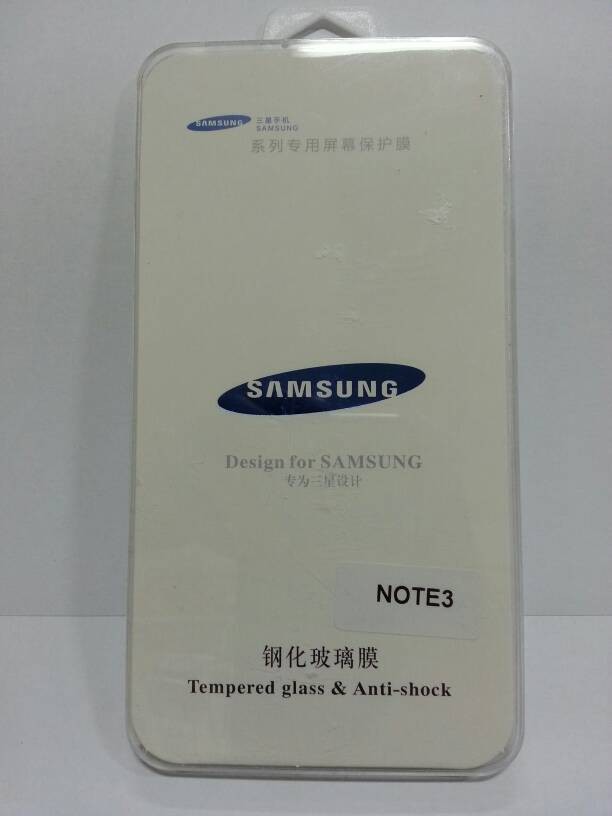 SAMSUNG 三星手机
SAMSUNG
系列专用屏幕保护膜
SAMSUNG
Design for SAMSUNG
专为三星设计
NOTE3
钢化玻璃膜
Tempered glass & Anti-shock